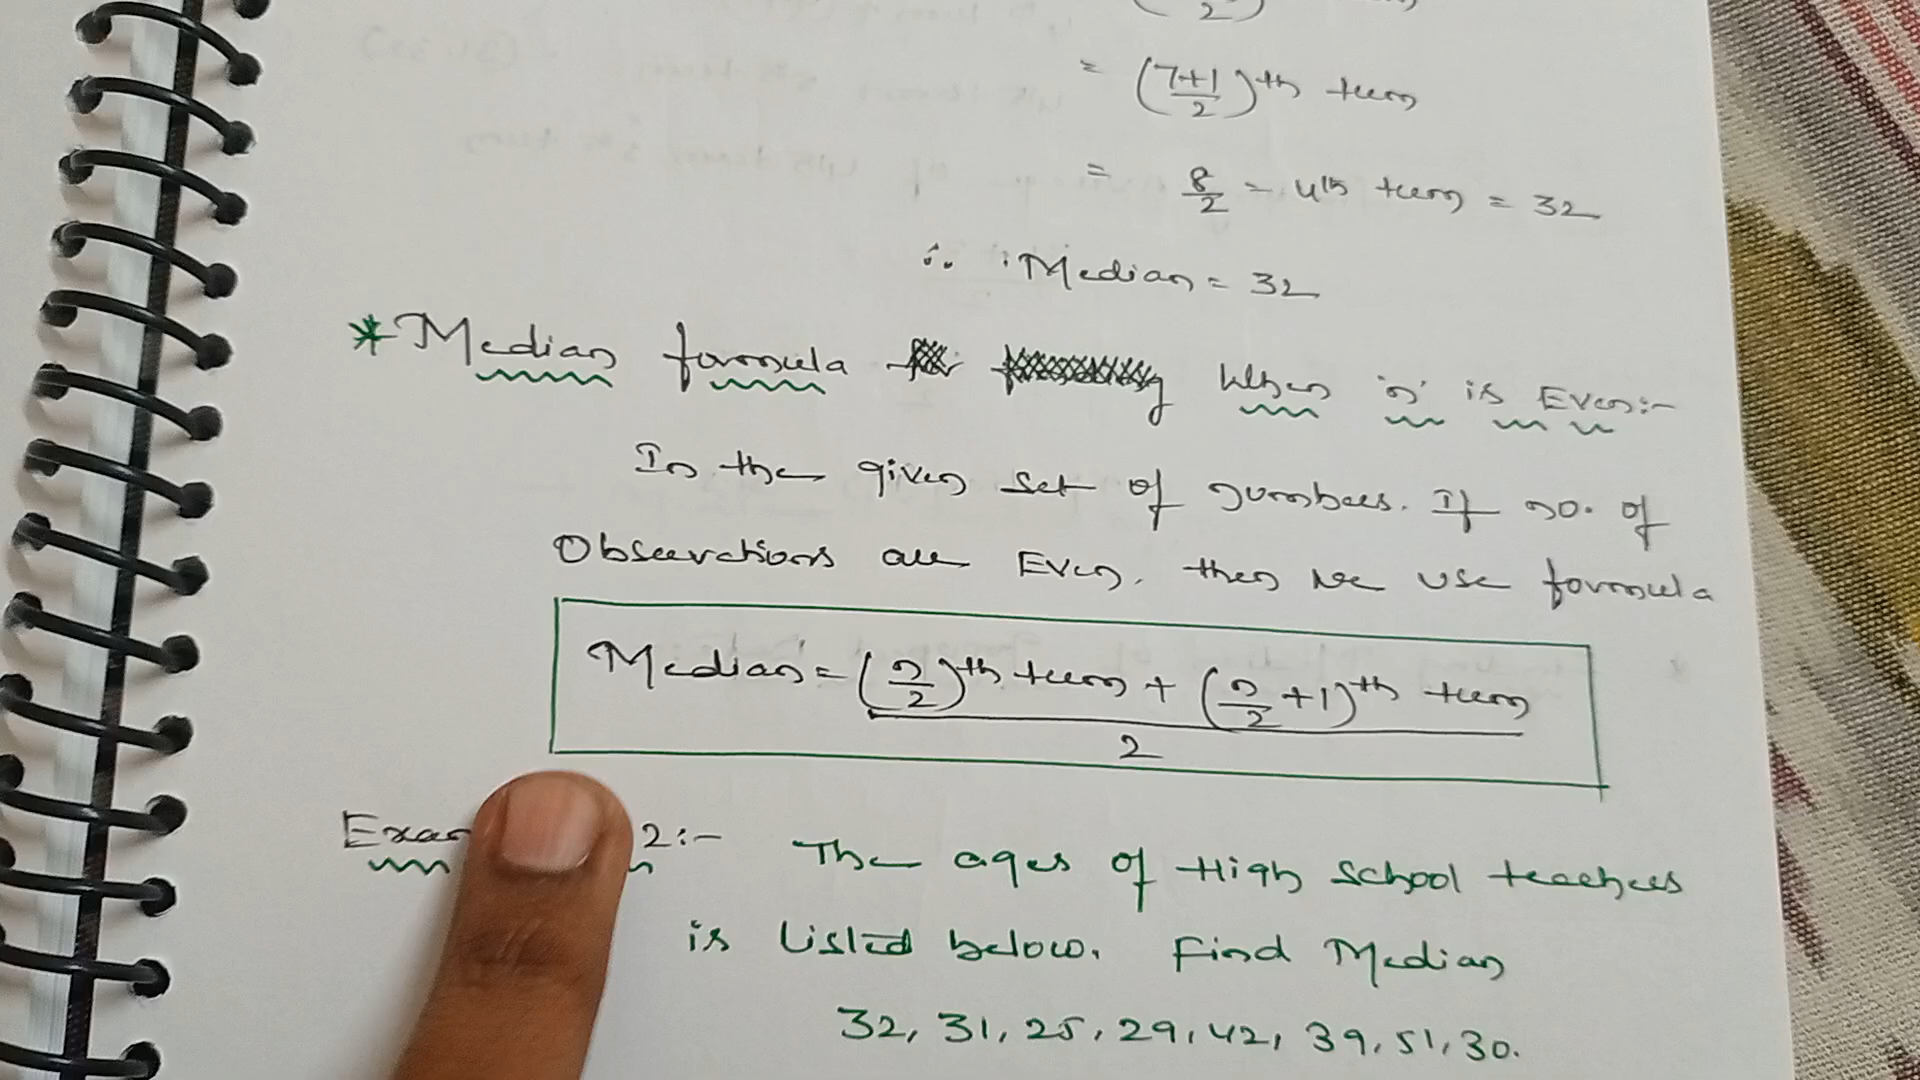 = (7+1/2)th term
= 8/2 = 4th term = 32
∴ Median = 32
*Median formula when 'n' is Even:-
In the given set of numbers. If no. of
Observations are Even, then we use formula
Median = (n/2)th term + (n/2 +1)th term
2
2:- The ages of High School teachers
is listed below. Find Median
32, 31, 25, 29, 42, 39, 51, 30.